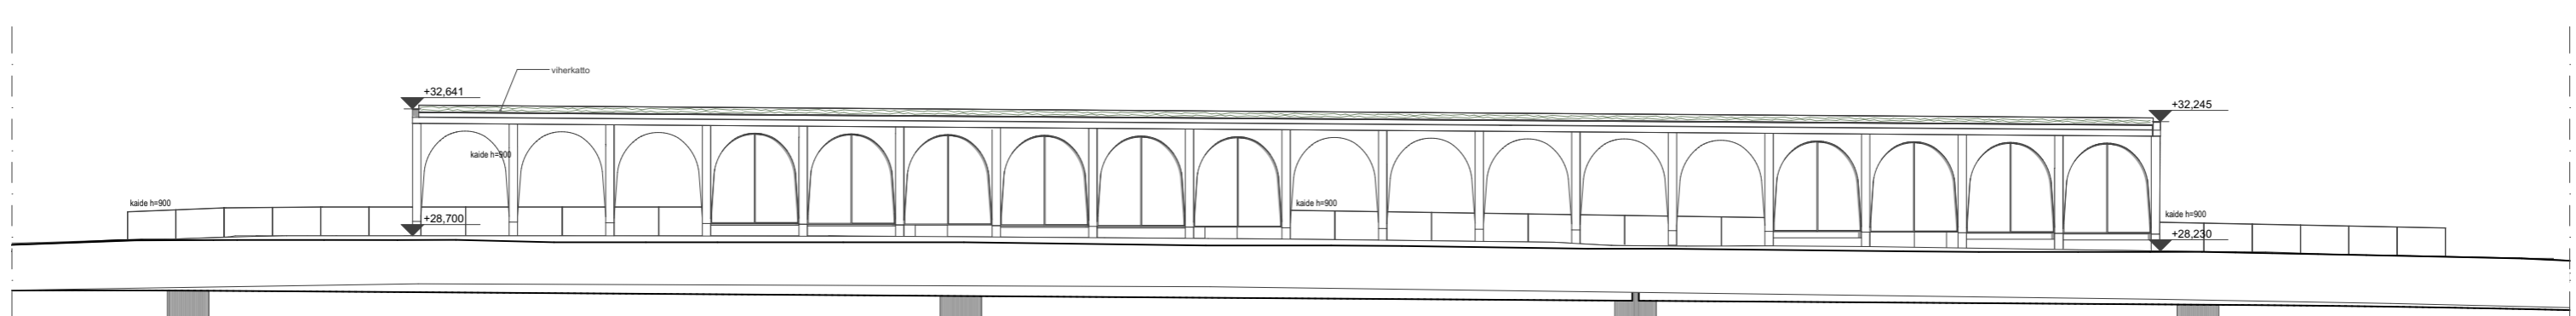 viherkatto
+32,641
+32,245
kaide h=900
kaide h=900
kaide h=900
kaide h=900
+28,700
+28,230